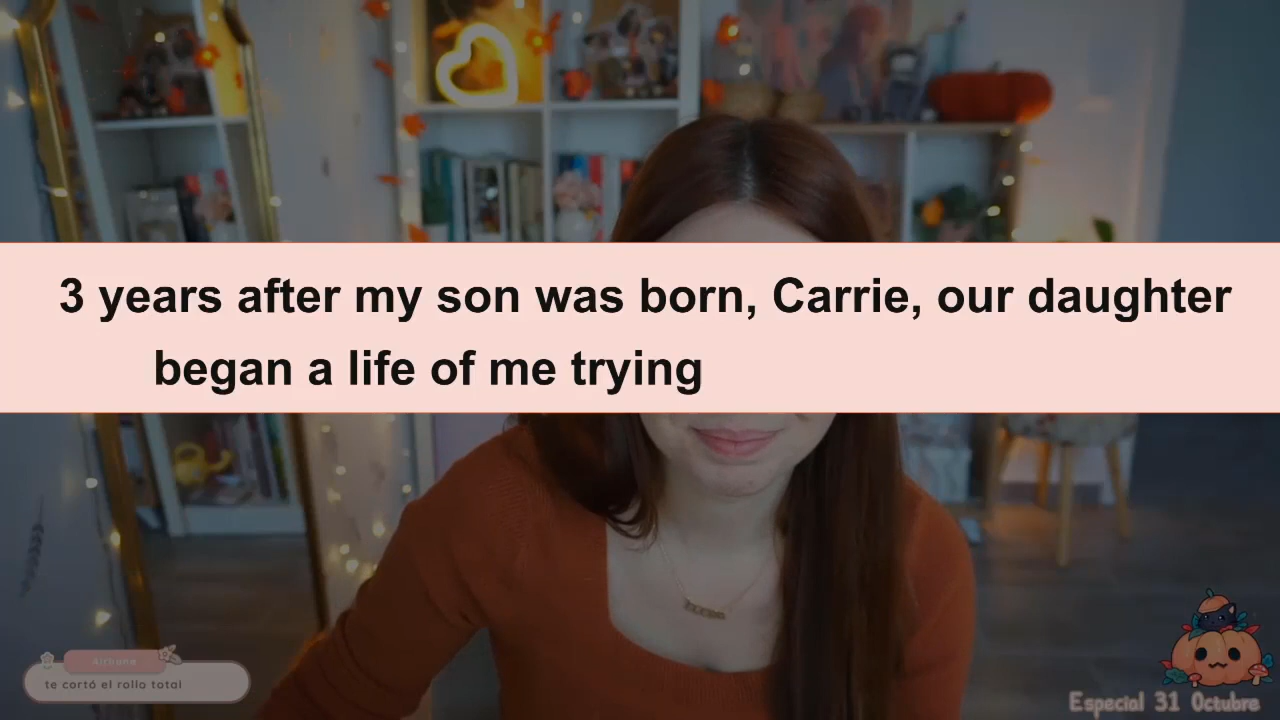 3 years after my son was born, Carrie, our daughter
began a life of me trying
Airbune
te cortó el rollo total
Especial 31 Octubre